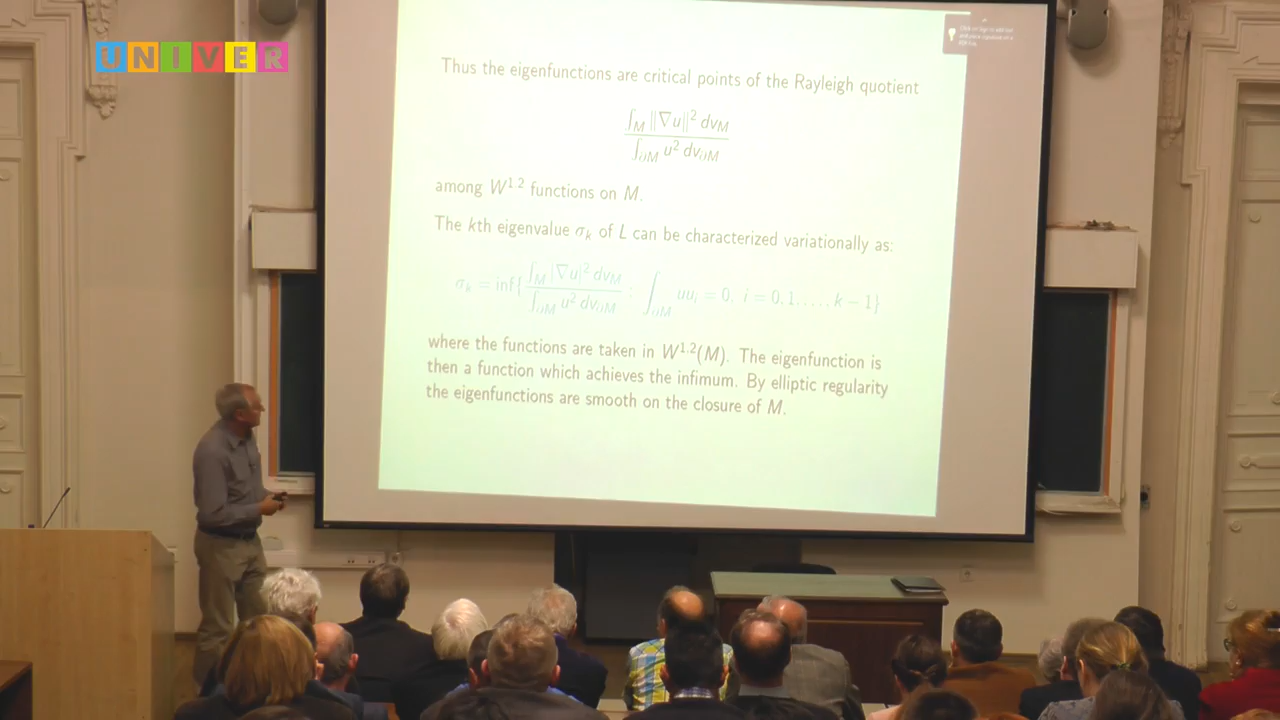 UNIVER
Thus the eigenfunctions are critical points of the Rayleigh quotient
∫_M ||∇u||² dv_M
∫_∂M u² dv_∂M
among W^1,2 functions on M.
The kth eigenvalue σ_k of L can be characterized variationally as:
σ_k = inf{ ∫_M |∇u|² dv_M / ∫_∂M u² dv_∂M : ∫_∂M uu_i = 0, i = 0,1,...,k − 1}
where the functions are taken in W^1,2(M). The eigenfunction is
then a function which achieves the infimum. By elliptic regularity
the eigenfunctions are smooth on the closure of M.